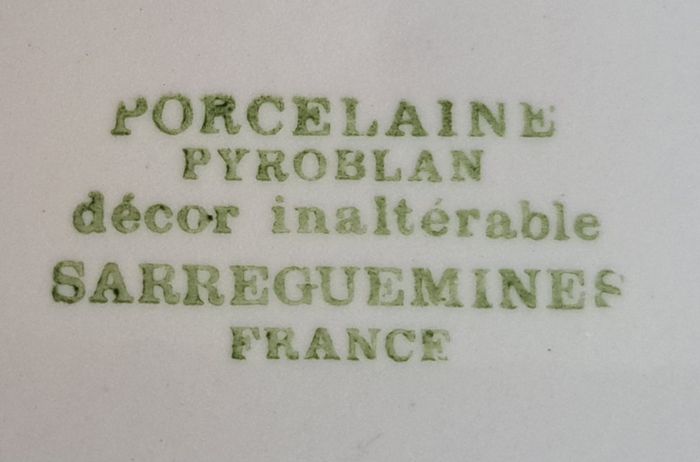 PORCELAINE
PYROBLAN
décor inaltérable
SARREGUEMINES
FRANCE